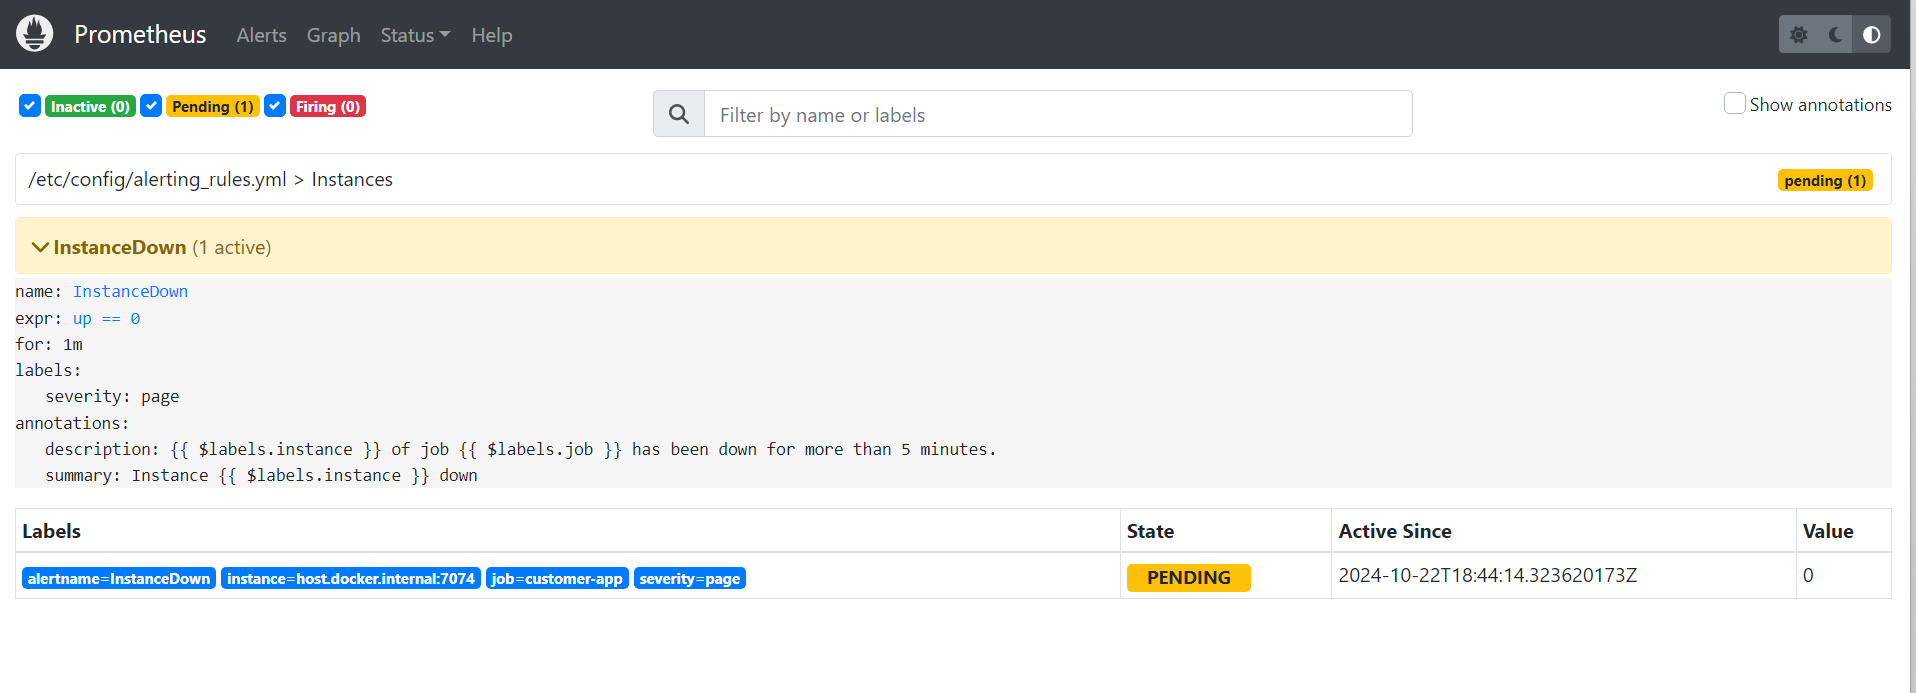 Prometheus Alerts Graph Status Help
Inactive (0) Pending (1) Firing (0)
Filter by name or labels
Show annotations
/etc/config/alerting_rules.yml > Instances
pending (1)
InstanceDown (1 active)
name: InstanceDown
expr: up == 0
for: 1m
labels:
severity: page
annotations:
description: {{ $labels.instance }} of job {{ $labels.job }} has been down for more than 5 minutes.
summary: Instance {{ $labels.instance }} down
Labels State Active Since Value
alertname=InstanceDown instance=host.docker.internal:7074 job=customer-app severity=page PENDING 2024-10-22T18:44:14.323620173Z 0